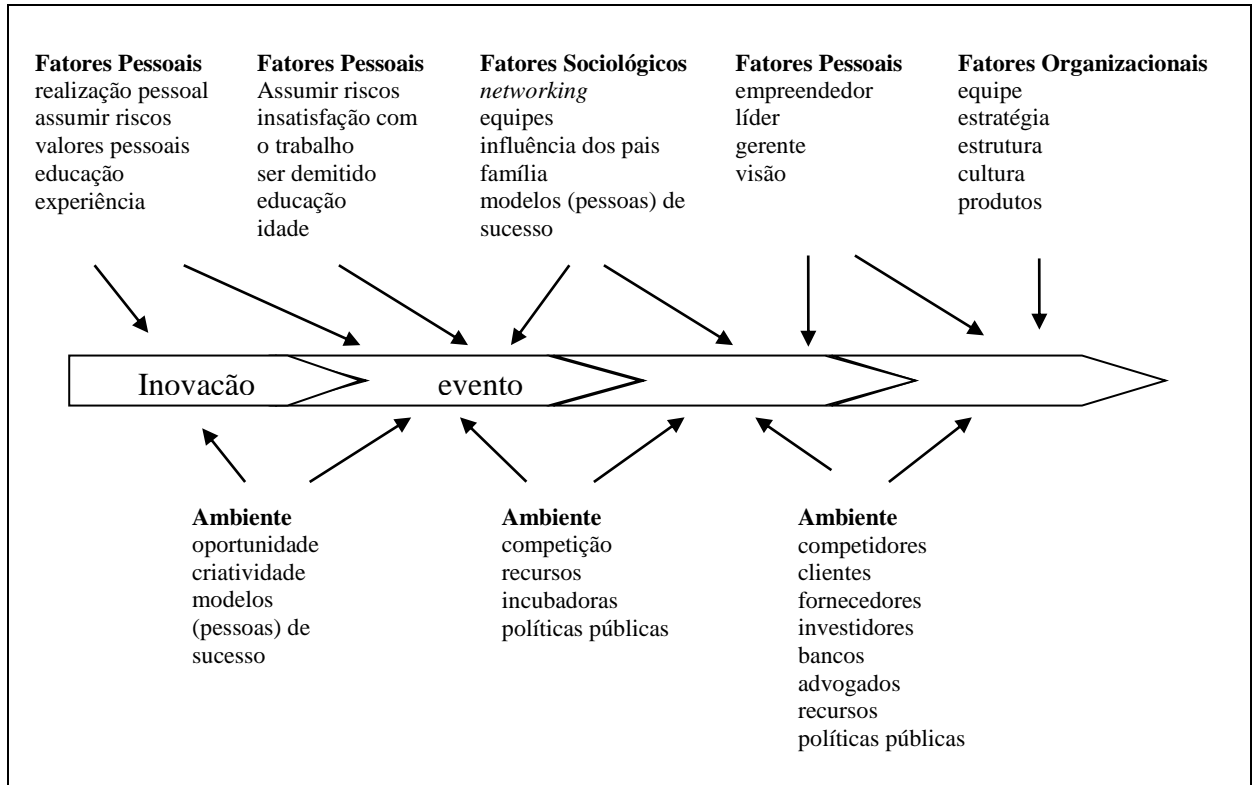 Fatores Pessoais
realização pessoal
assumir riscos
valores pessoais
educação
experiência
Fatores Pessoais
Assumir riscos
insatisfação com
o trabalho
ser demitido
educação
idade
Fatores Sociológicos
networking
equipes
influência dos pais
família
modelos (pessoas) de
sucesso
Fatores Pessoais
empreendedor
líder
gerente
visão
Fatores Organizacionais
equipe
estratégia
estrutura
cultura
produtos
Inovacão
evento
Ambiente
oportunidade
criatividade
modelos
(pessoas) de
sucesso
Ambiente
competição
recursos
incubadoras
políticas públicas
Ambiente
competidores
clientes
fornecedores
investidores
bancos
advogados
recursos
políticas públicas